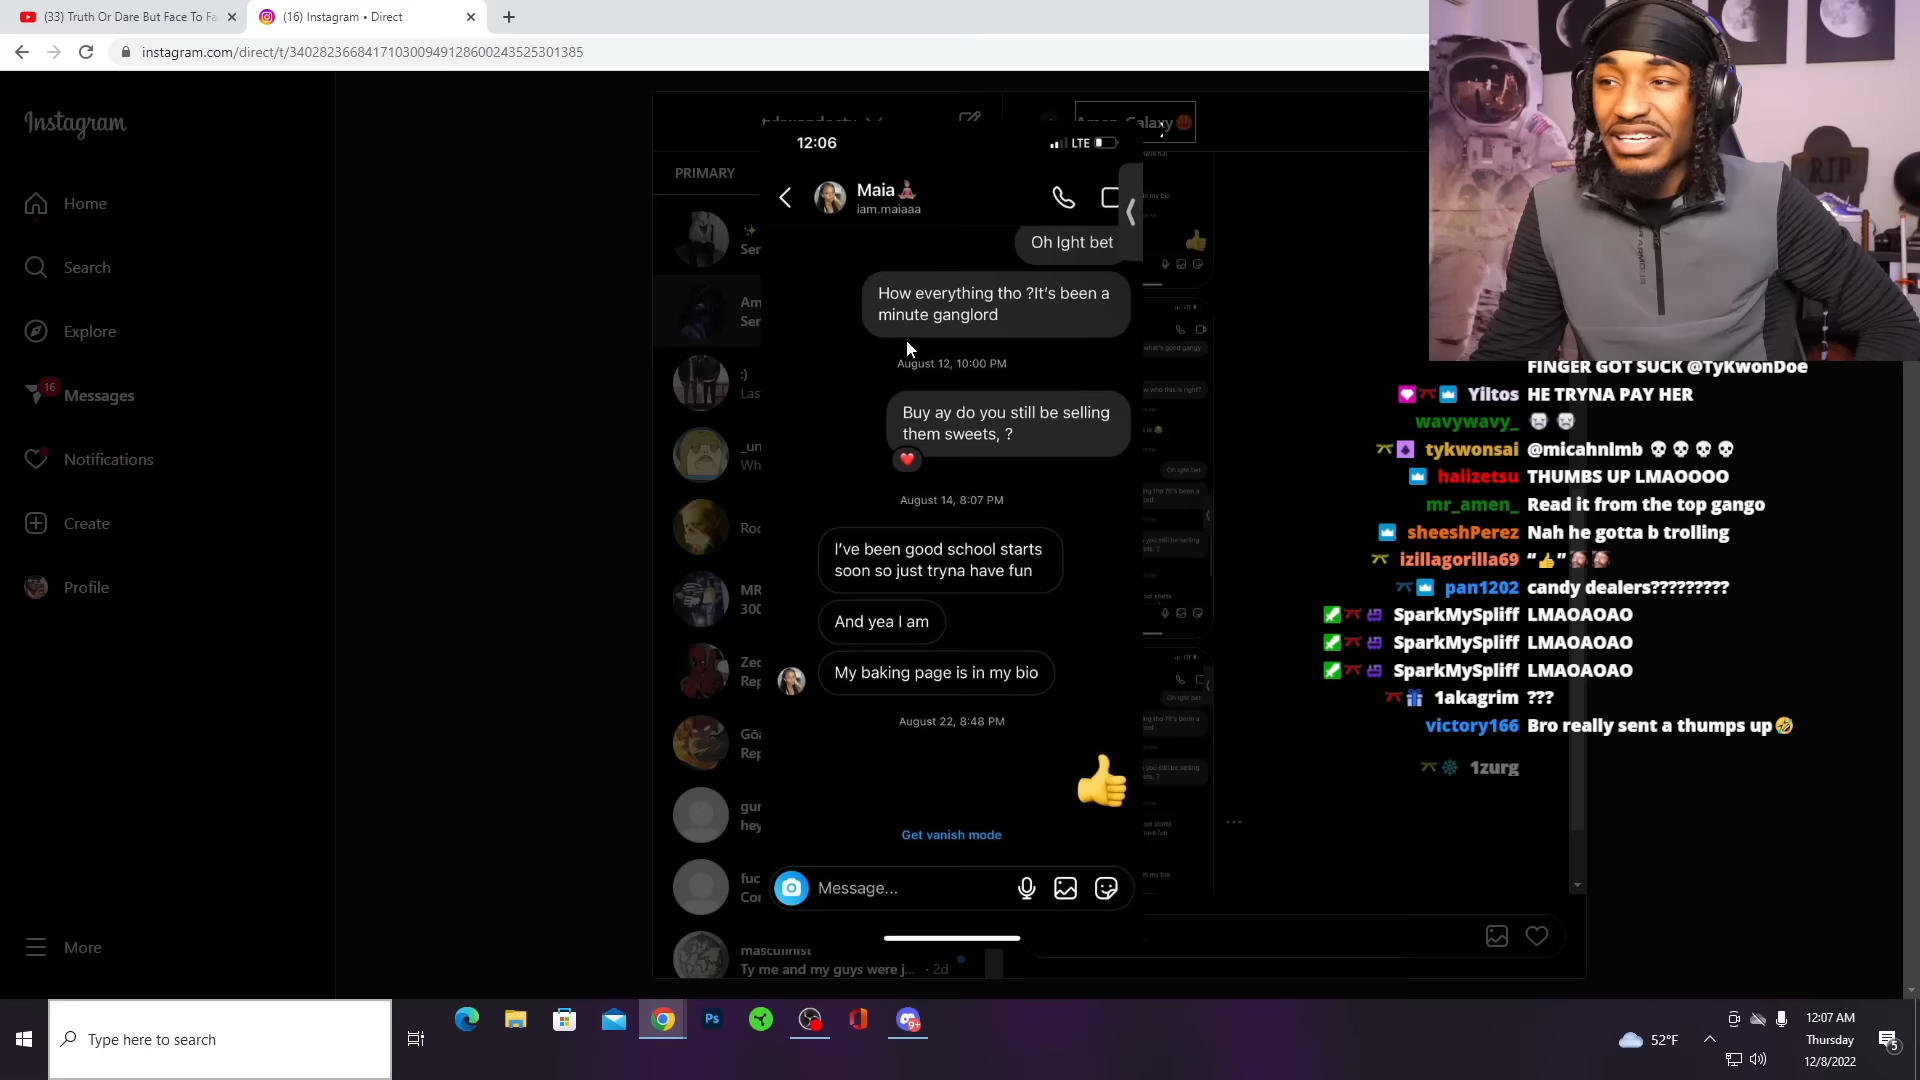 (33) Truth Or Dare But Face To Fa
(16) Instagram • Direct
instagram.com/direct/t/340282366841710300949128600243525301385
Instagram
Home
Search
Explore
16
Messages
Notifications
Create
Profile
More
PRIMARY
Ser
Am
Ser
:)
Las
_un
Wh
Roc
MR
300
Zec
Rep
Goa
Rep
gur
hey
fuc
Cor
masculinist
Ty me and my guys were j... · 2d
Amen Galaxy
12:06
LTE
Maia
iam.maiaaa
Oh Ight bet
How everything tho ?It's been a
minute ganglord
August 12, 10:00 PM
Buy ay do you still be selling
them sweets, ?
August 14, 8:07 PM
I've been good school starts
soon so just tryna have fun
And yea I am
My baking page is in my bio
August 22, 8:48 PM
Get vanish mode
Message...
RIP
FINGER GOT SUCK @TyKwonDoe
Yiltos HE TRYNA PAY HER
wavywavy_
tykwonsai @micahnlmb 💀💀💀💀
haiizetsu THUMBS UP LMAOOOO
mr_amen_ Read it from the top gango
sheeshPerez Nah he gotta b trolling
izillagorilla69 “👍”
pan1202 candy dealers?????????
SparkMySpliff LMAOAOAO
SparkMySpliff LMAOAOAO
SparkMySpliff LMAOAOAO
1akagrim ???
victory166 Bro really sent a thumps up🤣
1zurg
Type here to search
Ps
9+
52°F
12:07 AM
Thursday
12/8/2022
5